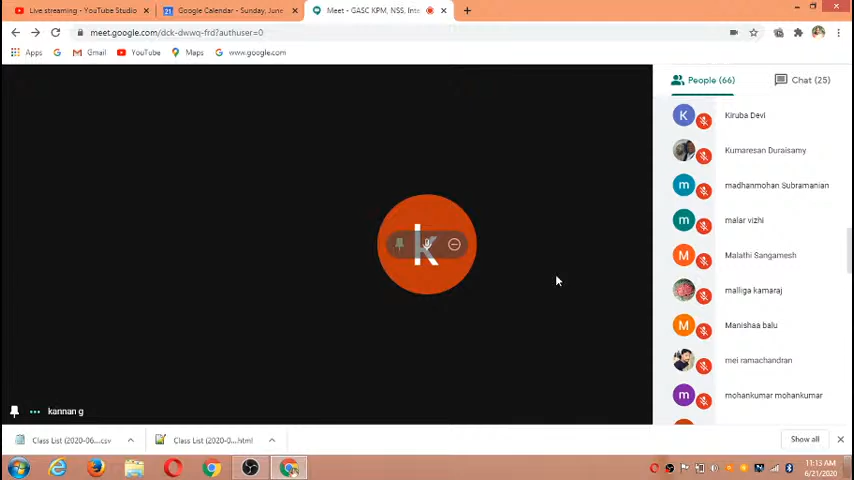 Live streaming - YouTube Studio
Google Calendar - Sunday, June
Meet - GASC KPM, NSS, Inte
meet.google.com/dck-dwwq-frd?authuser=0
Apps
Gmail
YouTube
Maps
www.google.com
People (66)
Chat (25)
K
Kiruba Devi
Kumaresan Duraisamy
m
madhanmohan Subramanian
m
malar vizhi
M
Malathi Sangamesh
malliga kamaraj
M
Manishaa balu
mei ramachandran
m
mohankumar mohankumar
k
kannan g
Class List (2020-06....csv
Class List (2020-0....html
Show all
11:13 AM
6/21/2020